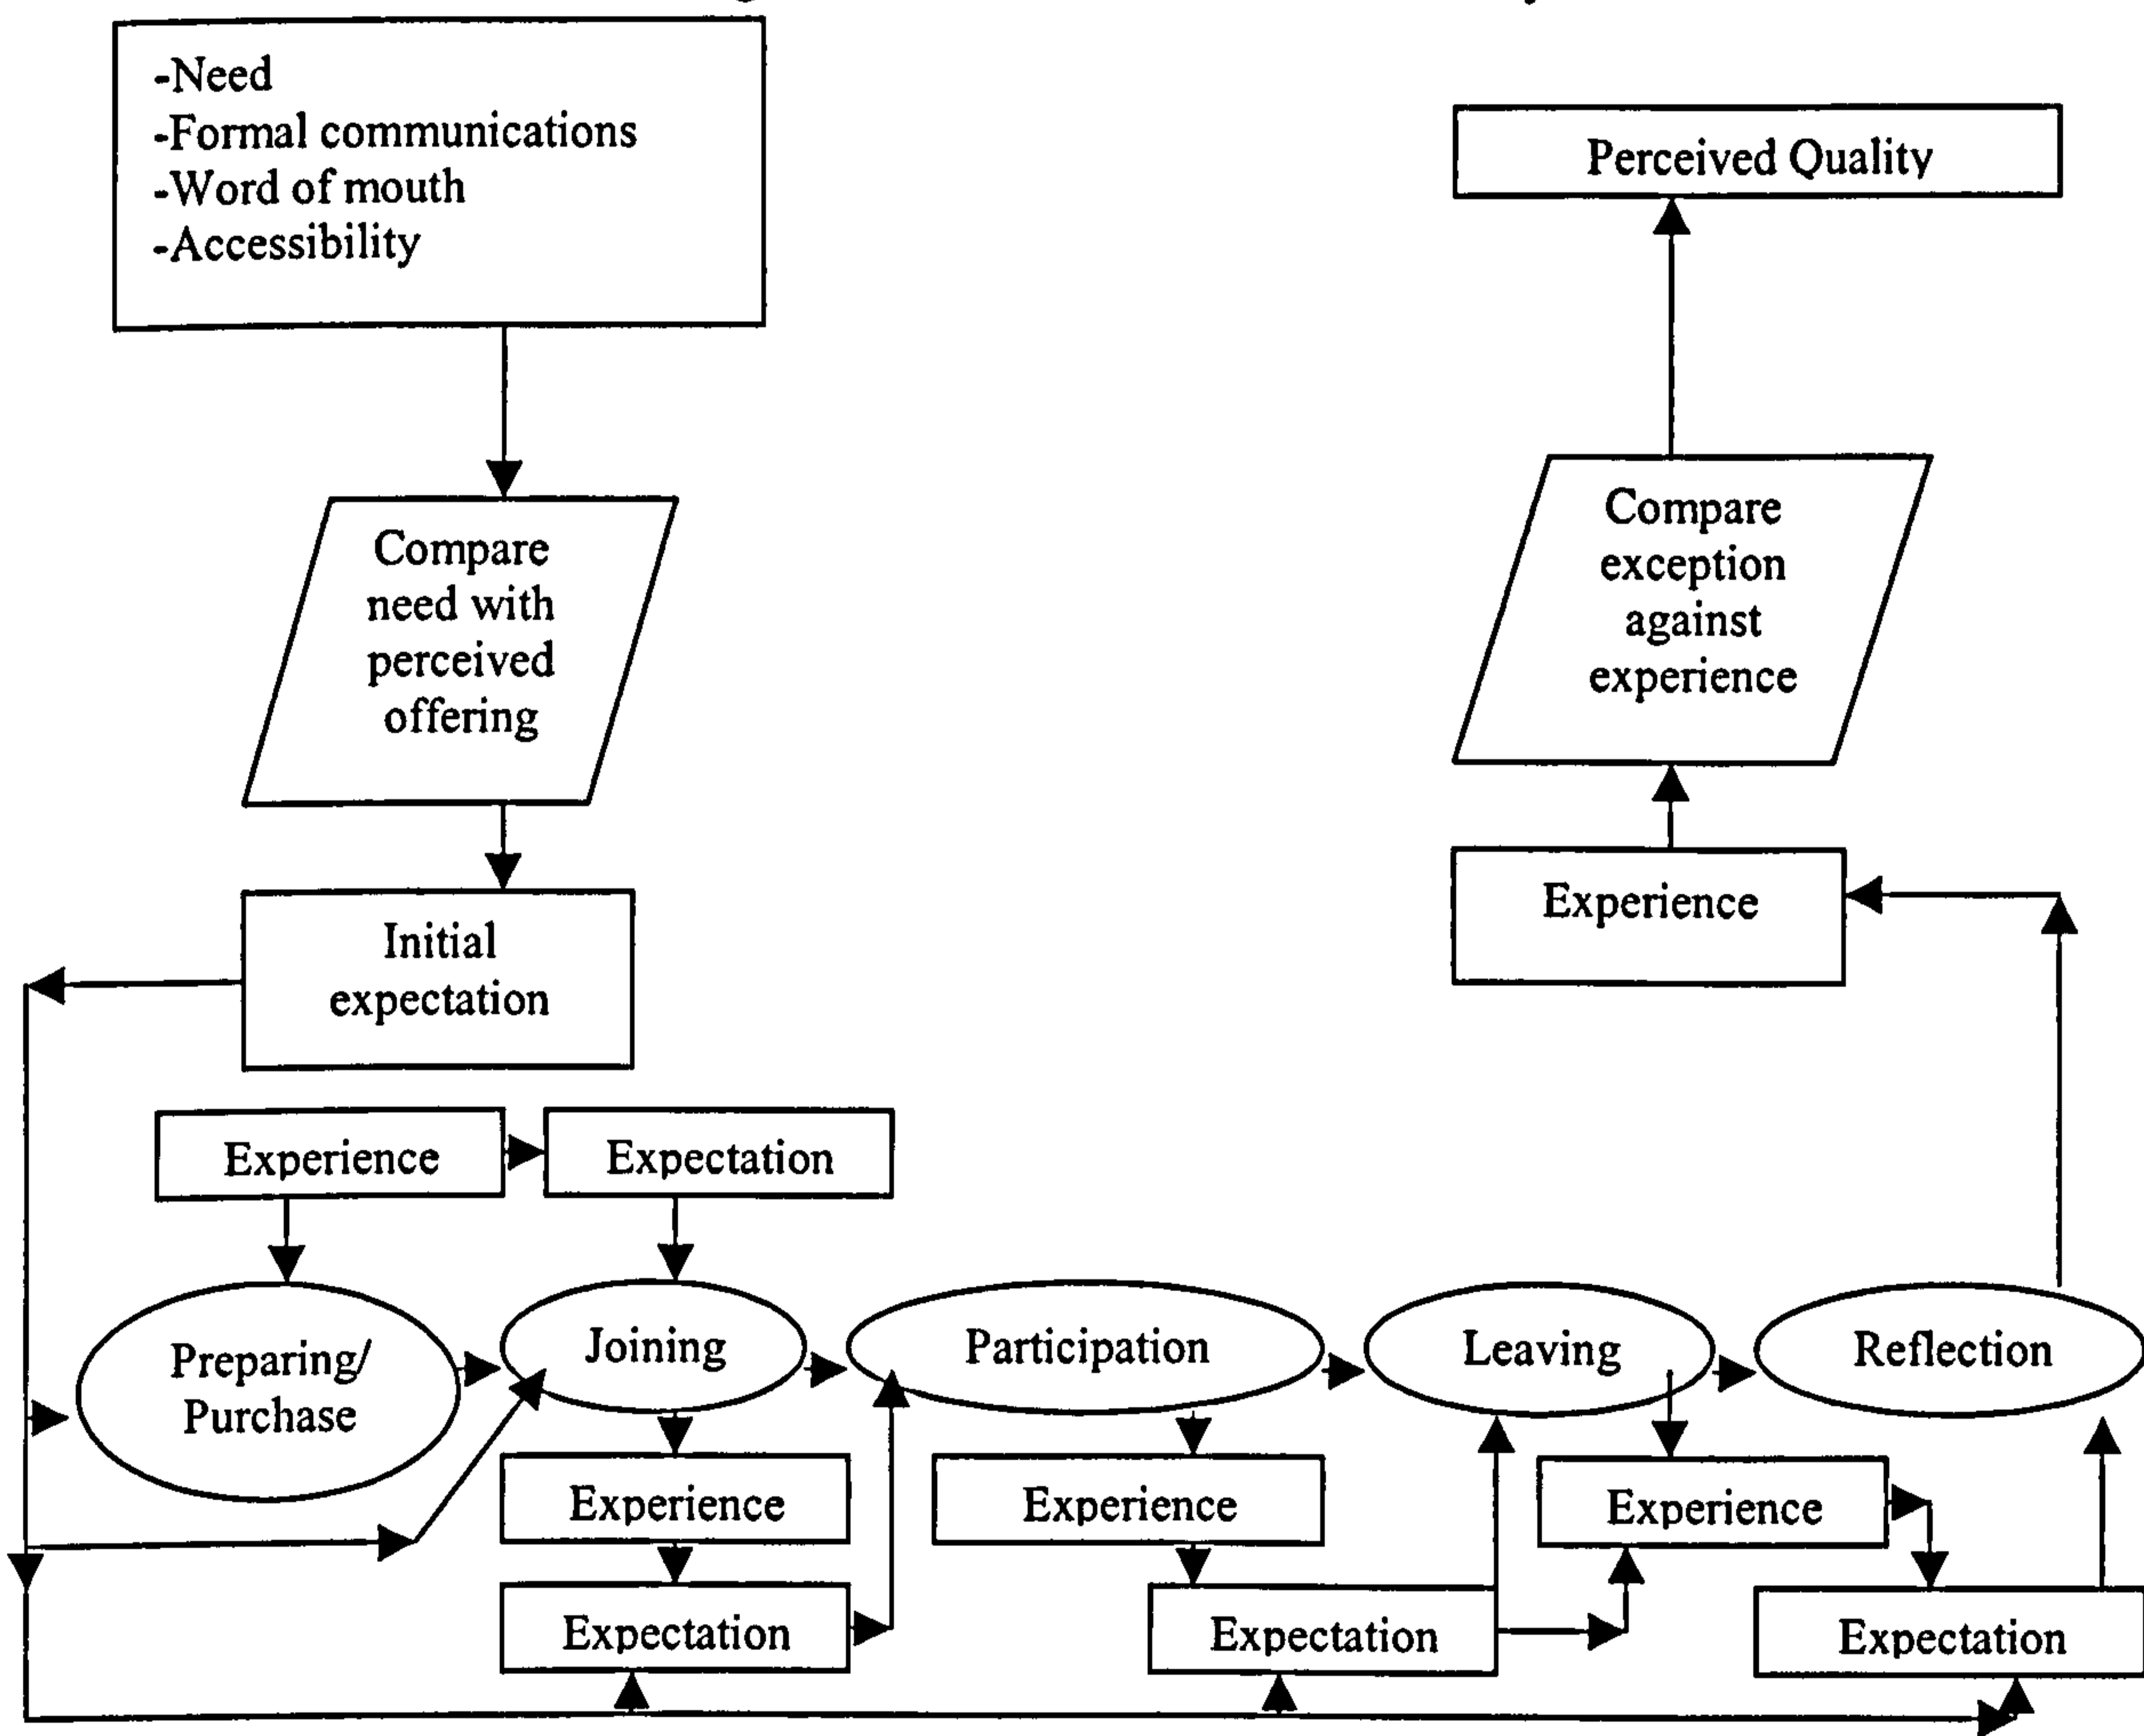 -Need
-Formal communications
-Word of mouth
-Accessibility
Perceived Quality
Compare
need with
perceived
offering
Compare
exception
against
experience
Initial
expectation
Experience
Experience
Expectation
Preparing/
Purchase
Joining
Participation
Leaving
Reflection
Experience
Experience
Experience
Expectation
Expectation
Expectation